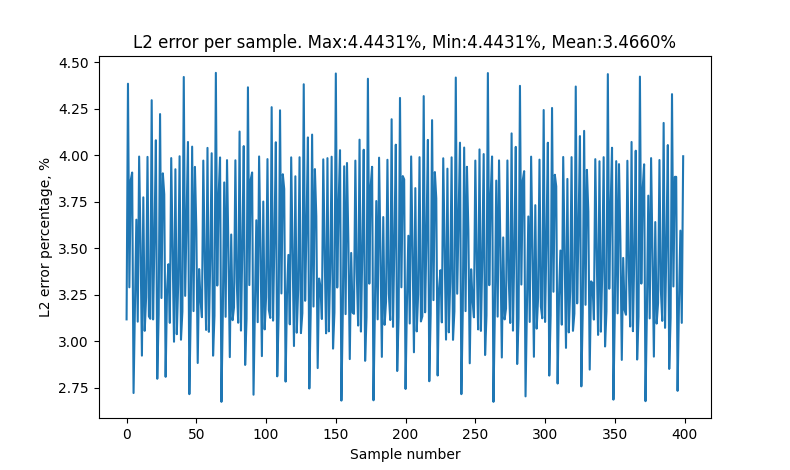 L2 error per sample. Max:4.4431%, Min:4.4431%, Mean:3.4660%
4.50
4.25
4.00
3.75
3.50
3.25
3.00
2.75
L2 error percentage, %
0 50 100 150 200 250 300 350 400
Sample number